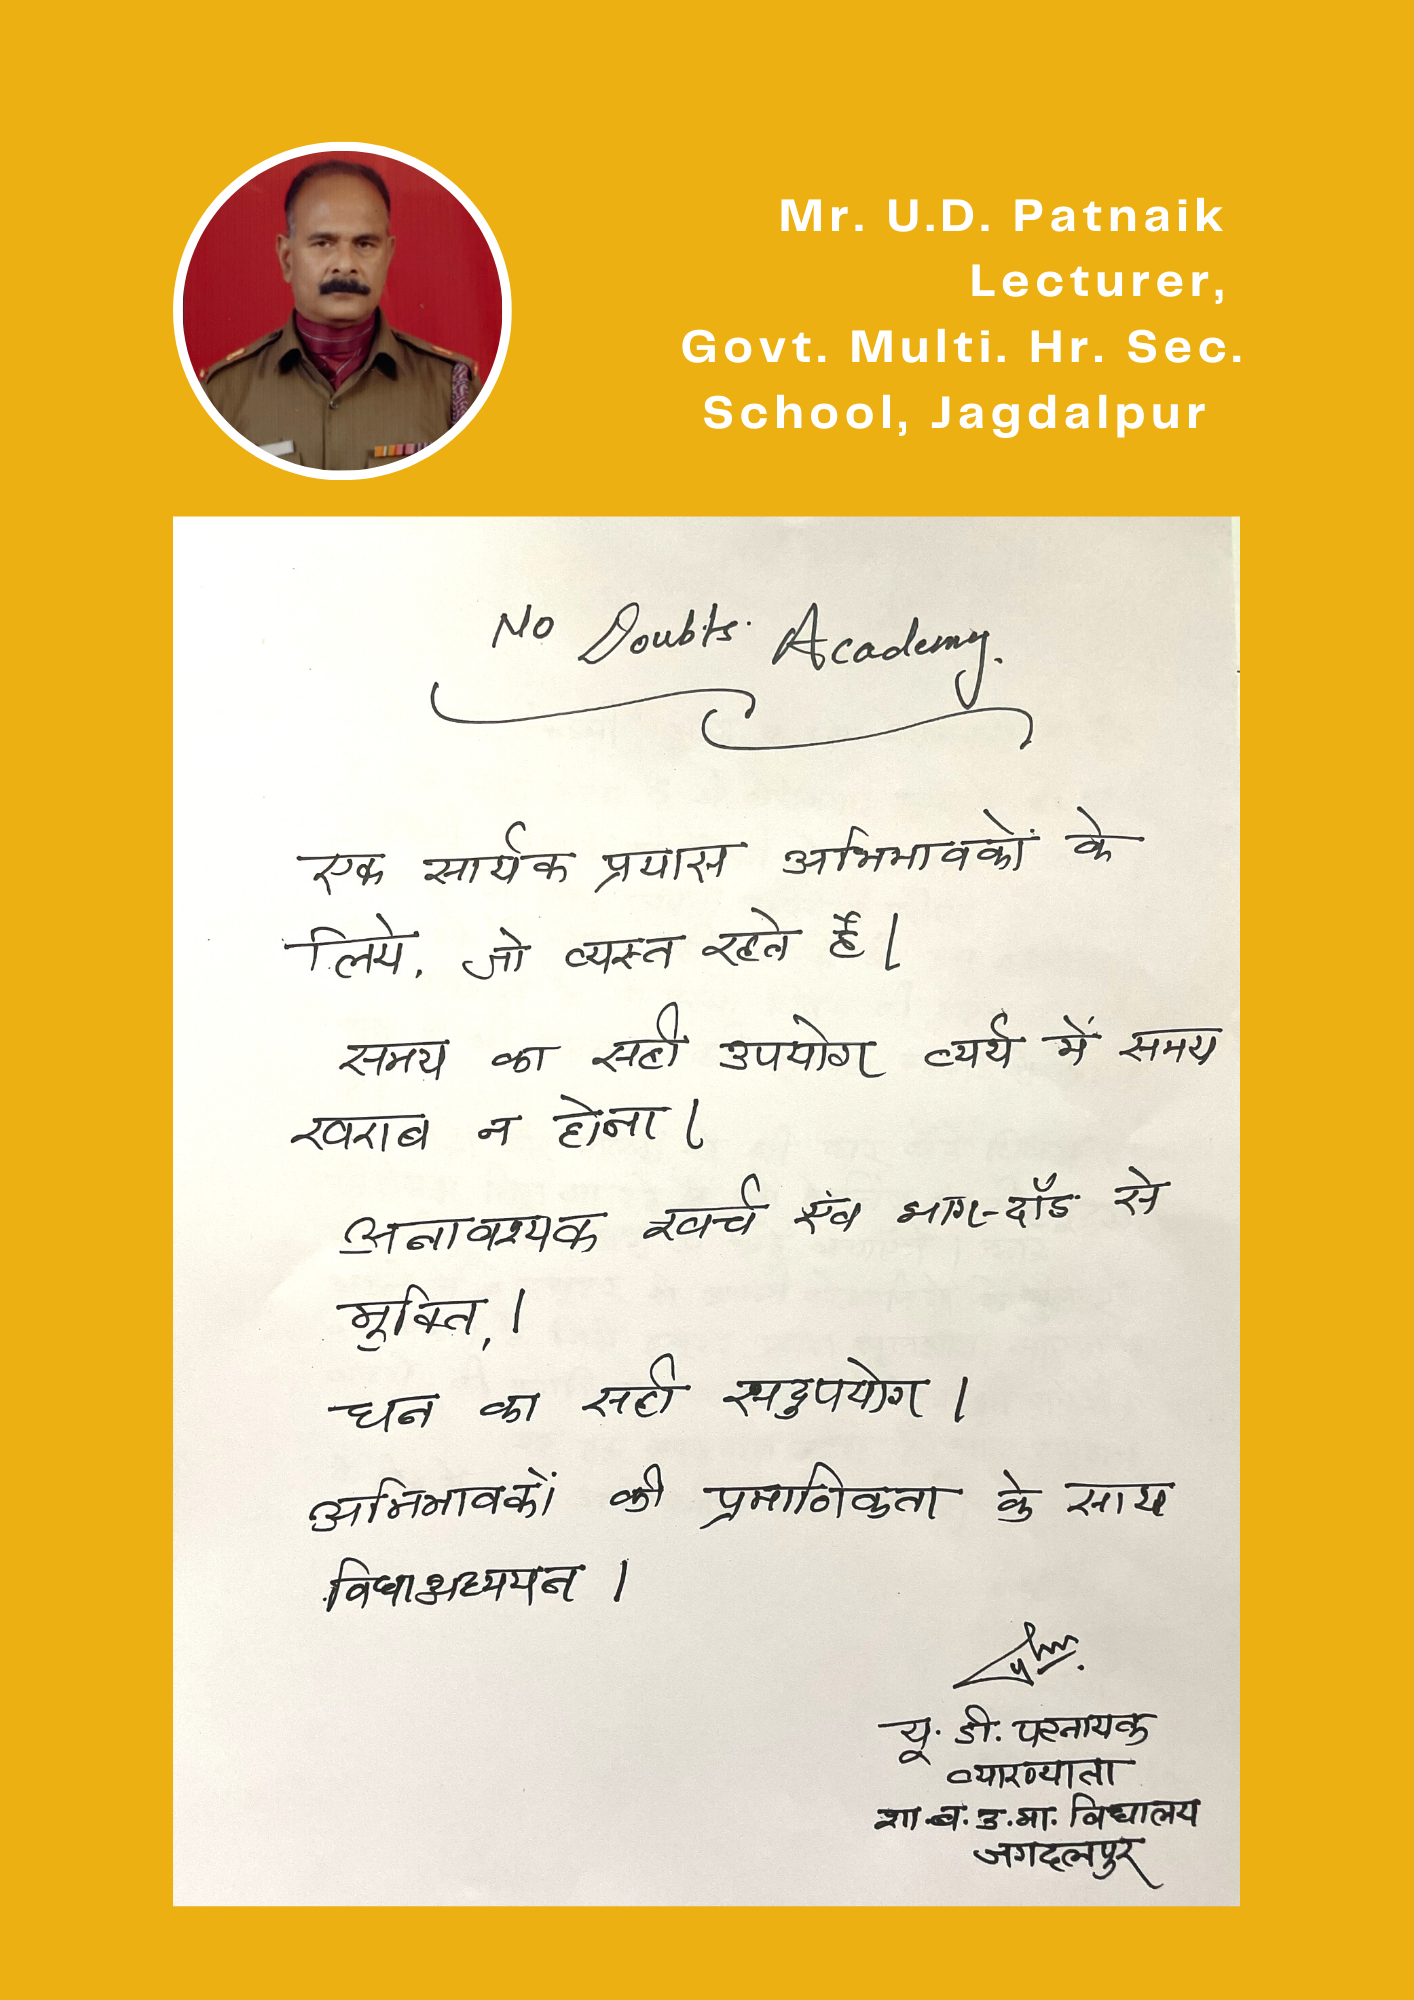 Mr. U.D. Patnaik
Lecturer,
Govt. Multi. Hr. Sec.
School, Jagdalpur
No Doubts Academy.
एक सार्थक प्रयास अभिभावकों के
लिये, जो व्यस्त रहते हैं।
समय का सही उपयोग व्यर्थ में समय
खराब न होना।
अनावश्यक खर्च एंव भाग-दौड से
मुक्ति,।
धन का सही सदुपयोग।
अभिभावकों की प्रमाणिकता के साथ
विधाअध्ययन।
यू. डी. पटनायक
व्याख्याता
शा.ब.उ.मा. विधालय
जगदलपुर